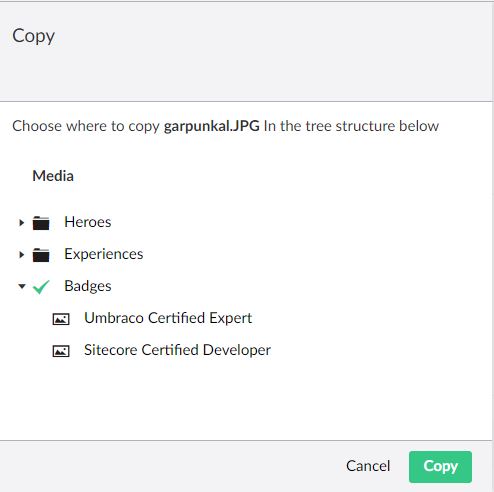 Copy
Choose where to copy garpunkal.JPG In the tree structure below
Media
Heroes
Experiences
Badges
Umbraco Certified Expert
Sitecore Certified Developer
Cancel Copy